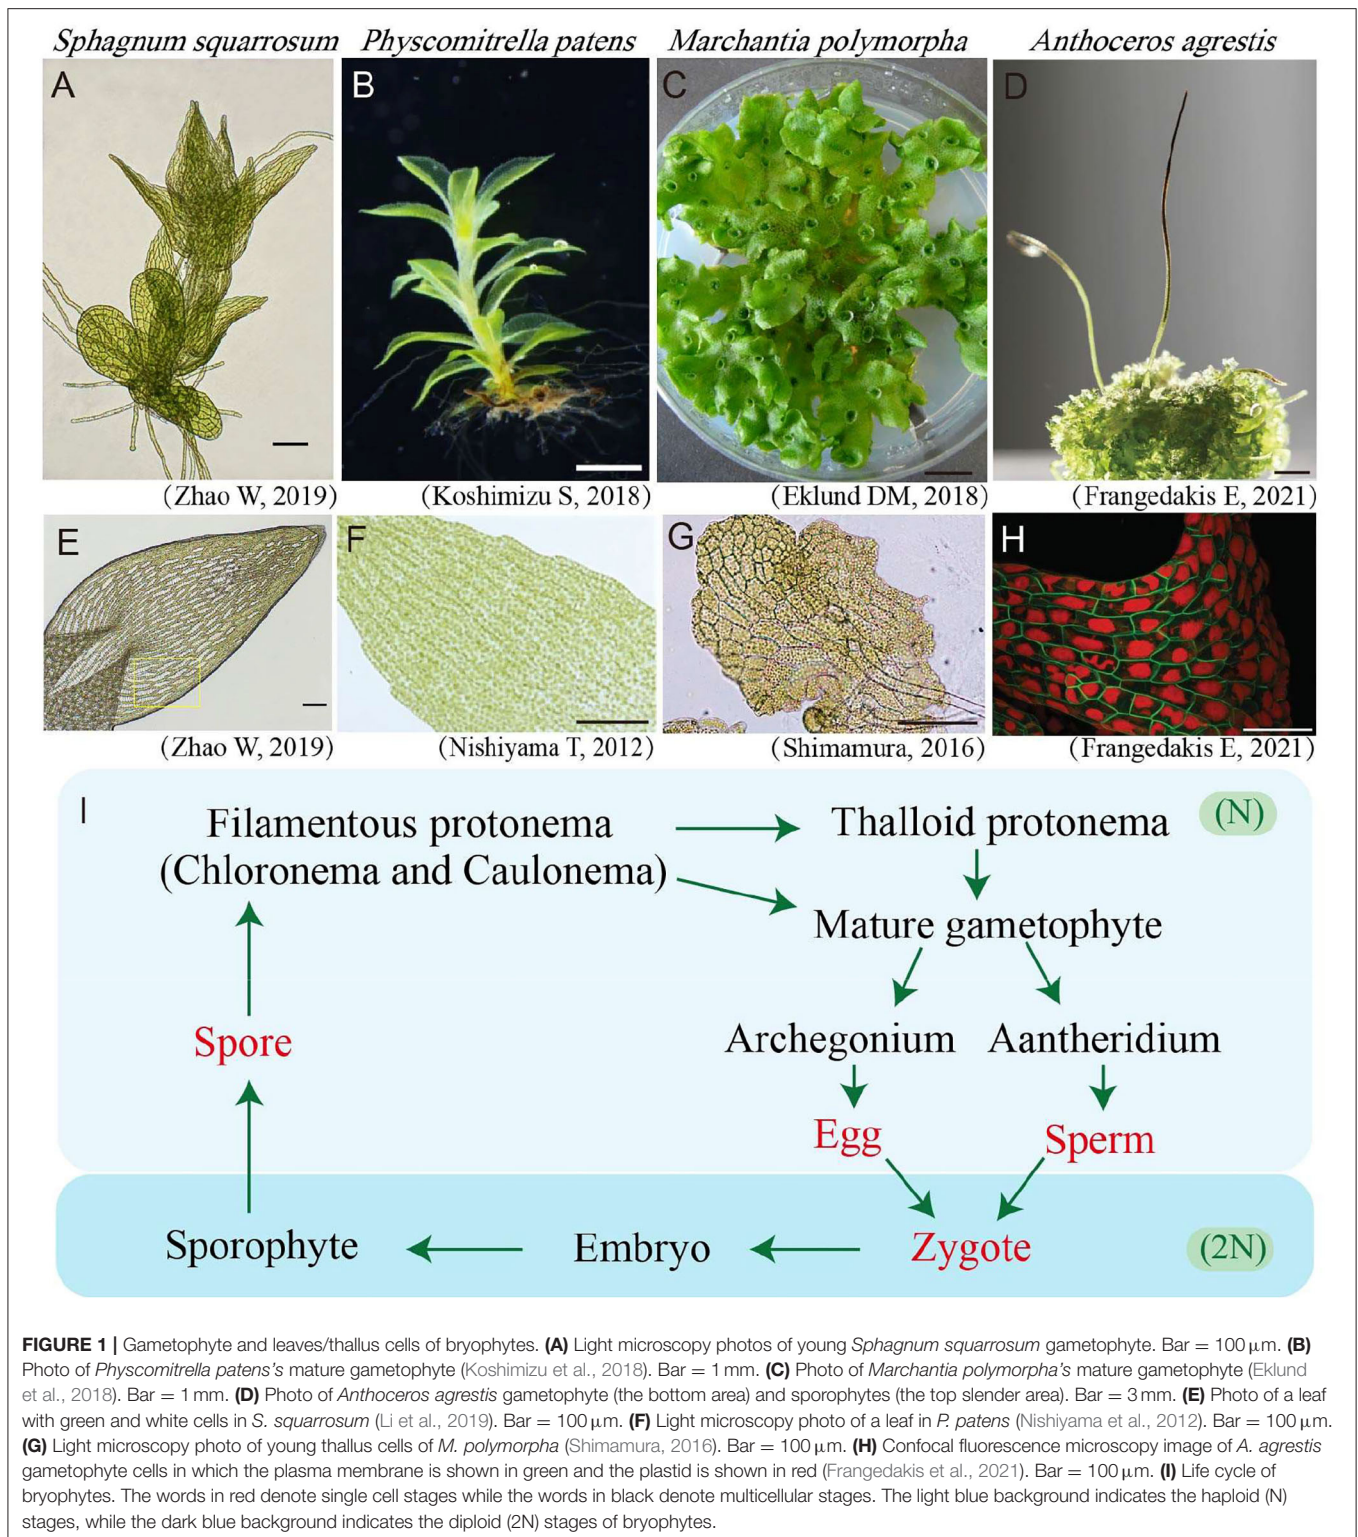 Sphagnum squarrosum Physcomitrella patens Marchantia polymorpha Anthoceros agrestis
A B C D
(Zhao W, 2019) (Koshimizu S, 2018) (Eklund DM, 2018) (Frangedakis E, 2021)
E F G H
(Zhao W, 2019) (Nishiyama T, 2012) (Shimamura, 2016) (Frangedakis E, 2021)
I
Filamentous protonema Thalloid protonema (N)
(Chloronema and Caulonema)
Mature gametophyte
Spore Archegonium Aantheridium
Egg Sperm
Sporophyte Embryo Zygote (2N)
FIGURE 1 | Gametophyte and leaves/thallus cells of bryophytes. (A) Light microscopy photos of young Sphagnum squarrosum gametophyte. Bar = 100 μm. (B)
Photo of Physcomitrella patens's mature gametophyte (Koshimizu et al., 2018). Bar = 1 mm. (C) Photo of Marchantia polymorpha's mature gametophyte (Eklund
et al., 2018). Bar = 1 mm. (D) Photo of Anthoceros agrestis gametophyte (the bottom area) and sporophytes (the top slender area). Bar = 3 mm. (E) Photo of a leaf
with green and white cells in S. squarrosum (Li et al., 2019). Bar = 100 μm. (F) Light microscopy photo of a leaf in P. patens (Nishiyama et al., 2012). Bar = 100 μm.
(G) Light microscopy photo of young thallus cells of M. polymorpha (Shimamura, 2016). Bar = 100 μm. (H) Confocal fluorescence microscopy image of A. agrestis
gametophyte cells in which the plasma membrane is shown in green and the plastid is shown in red (Frangedakis et al., 2021). Bar = 100 μm. (I) Life cycle of
bryophytes. The words in red denote single cell stages while the words in black denote multicellular stages. The light blue background indicates the haploid (N)
stages, while the dark blue background indicates the diploid (2N) stages of bryophytes.